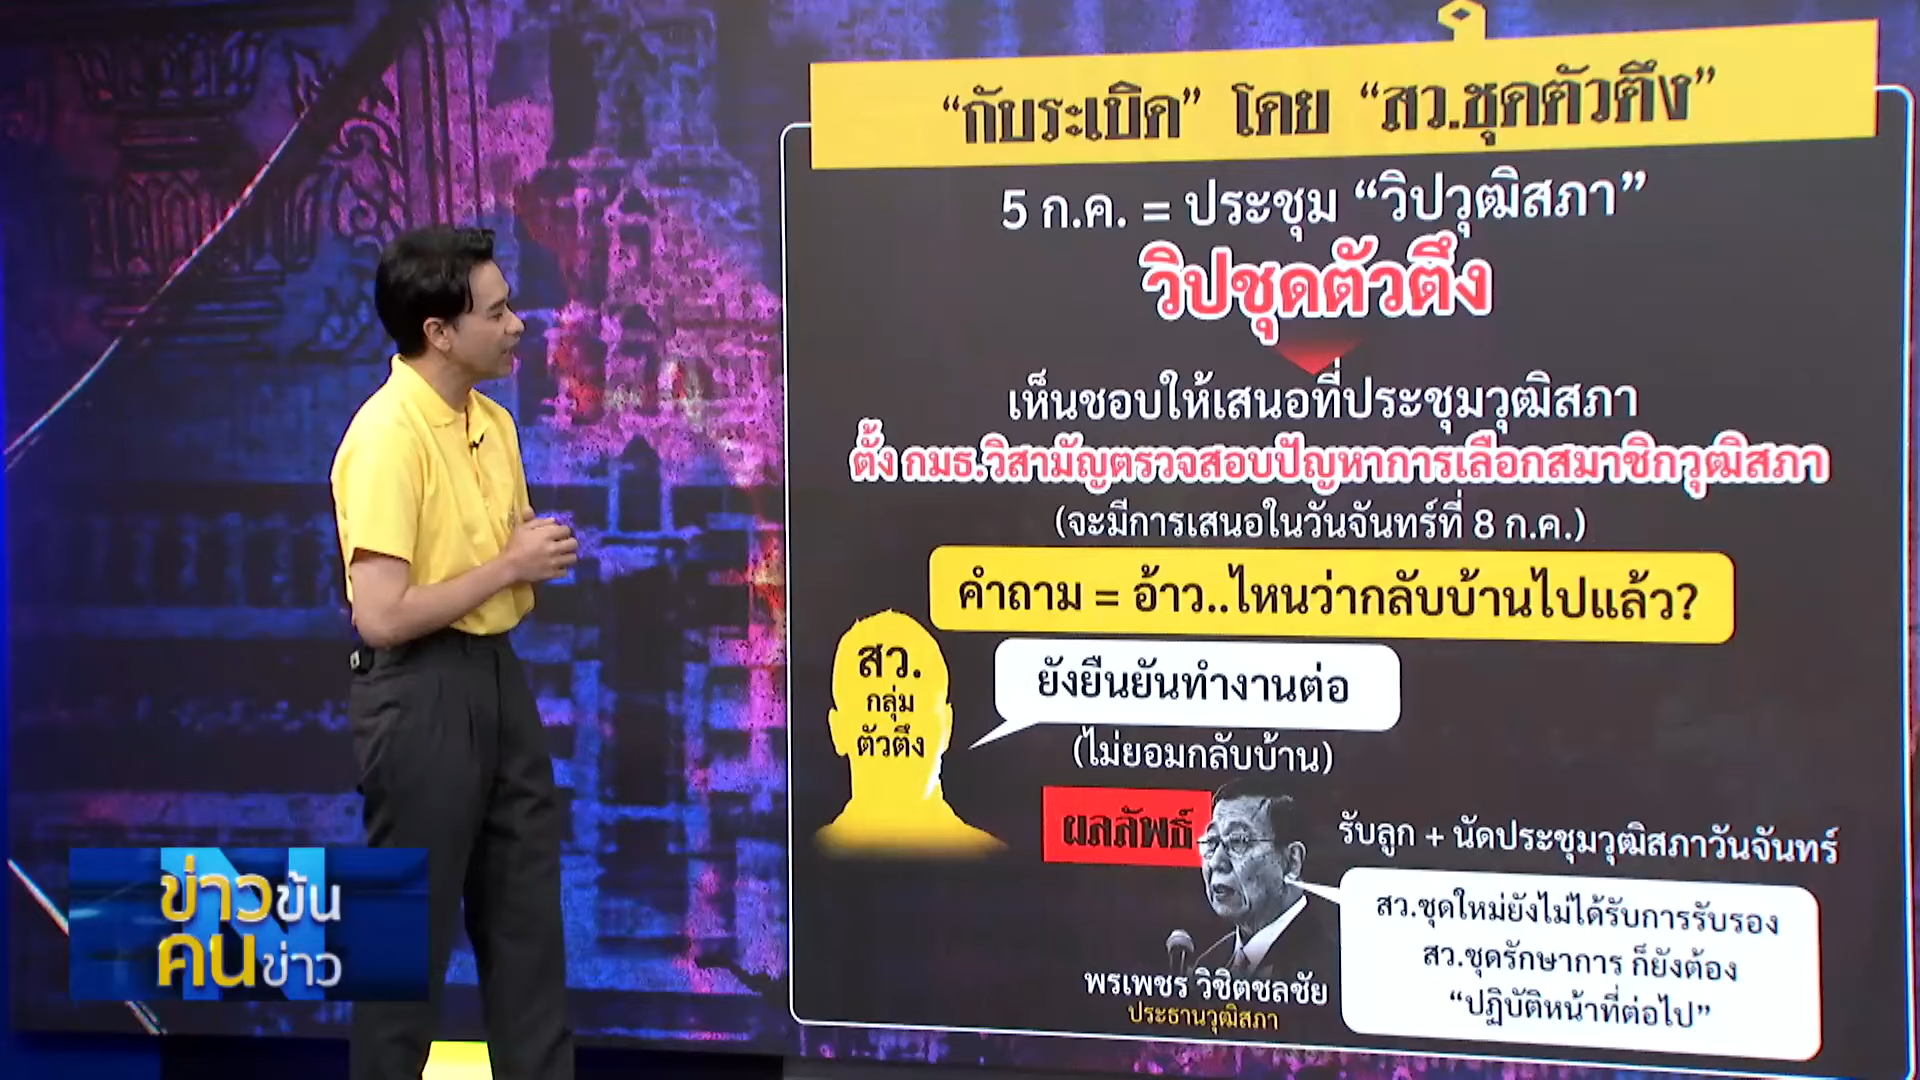 “กับระเบิด” โดย “สว.ชุดตัวตึง”
5 ก.ค. = ประชุม “วิปวุฒิสภา”
วิปชุดตัวตึง
เห็นชอบให้เสนอที่ประชุมวุฒิสภา
ตั้ง กมธ.วิสามัญตรวจสอบปัญหาการเลือกสมาชิกวุฒิสภา
(จะมีการเสนอในวันจันทร์ที่ 8 ก.ค.)
คำถาม = อ้าว..ไหนว่ากลับบ้านไปแล้ว?
สว.
กลุ่ม
ตัวตึง
ยังยืนยันทำงานต่อ
(ไม่ยอมกลับบ้าน)
ผลลัพธ์
รับลูก + นัดประชุมวุฒิสภาวันจันทร์
สว.ชุดใหม่ยังไม่ได้รับการรับรอง
สว.ชุดรักษาการ ก็ยังต้อง
“ปฏิบัติหน้าที่ต่อไป”
พรเพชร วิชิตชลชัย
ประธานวุฒิสภา
N
ข่าวข้น
คนข่าว